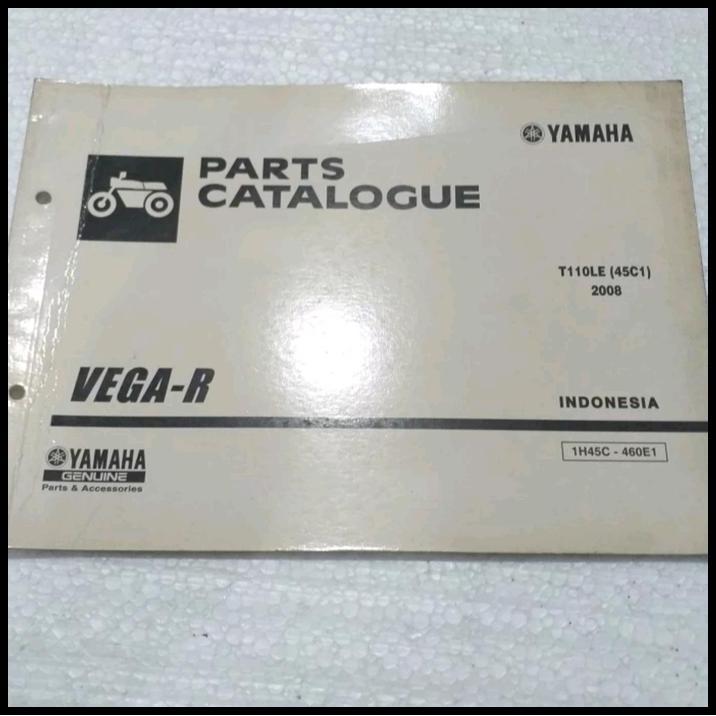 YAMAHA
PARTS
CATALOGUE
T110LE (45C1)
2008
VEGA-R
INDONESIA
1H45C - 460E1
YAMAHA
GENUINE
Parts & Accessories